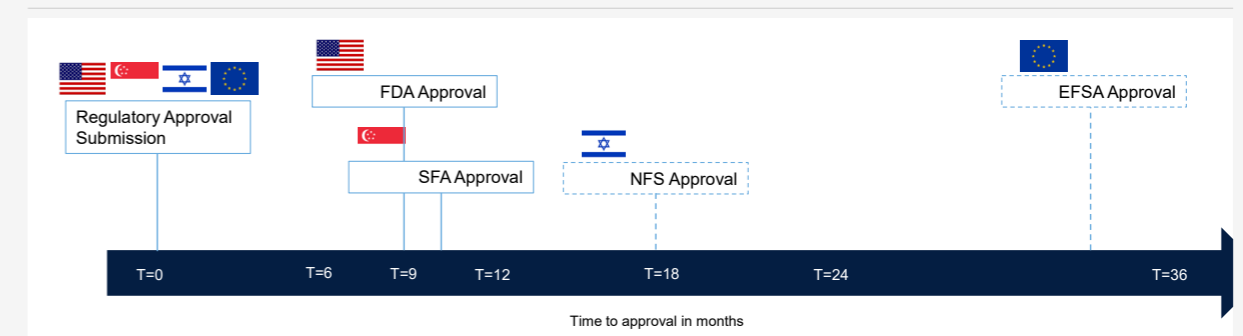 Regulatory Approval
Submission
FDA Approval
SFA Approval
NFS Approval
EFSA Approval
T=0
T=6
T=9
T=12
T=18
T=24
T=36
Time to approval in months